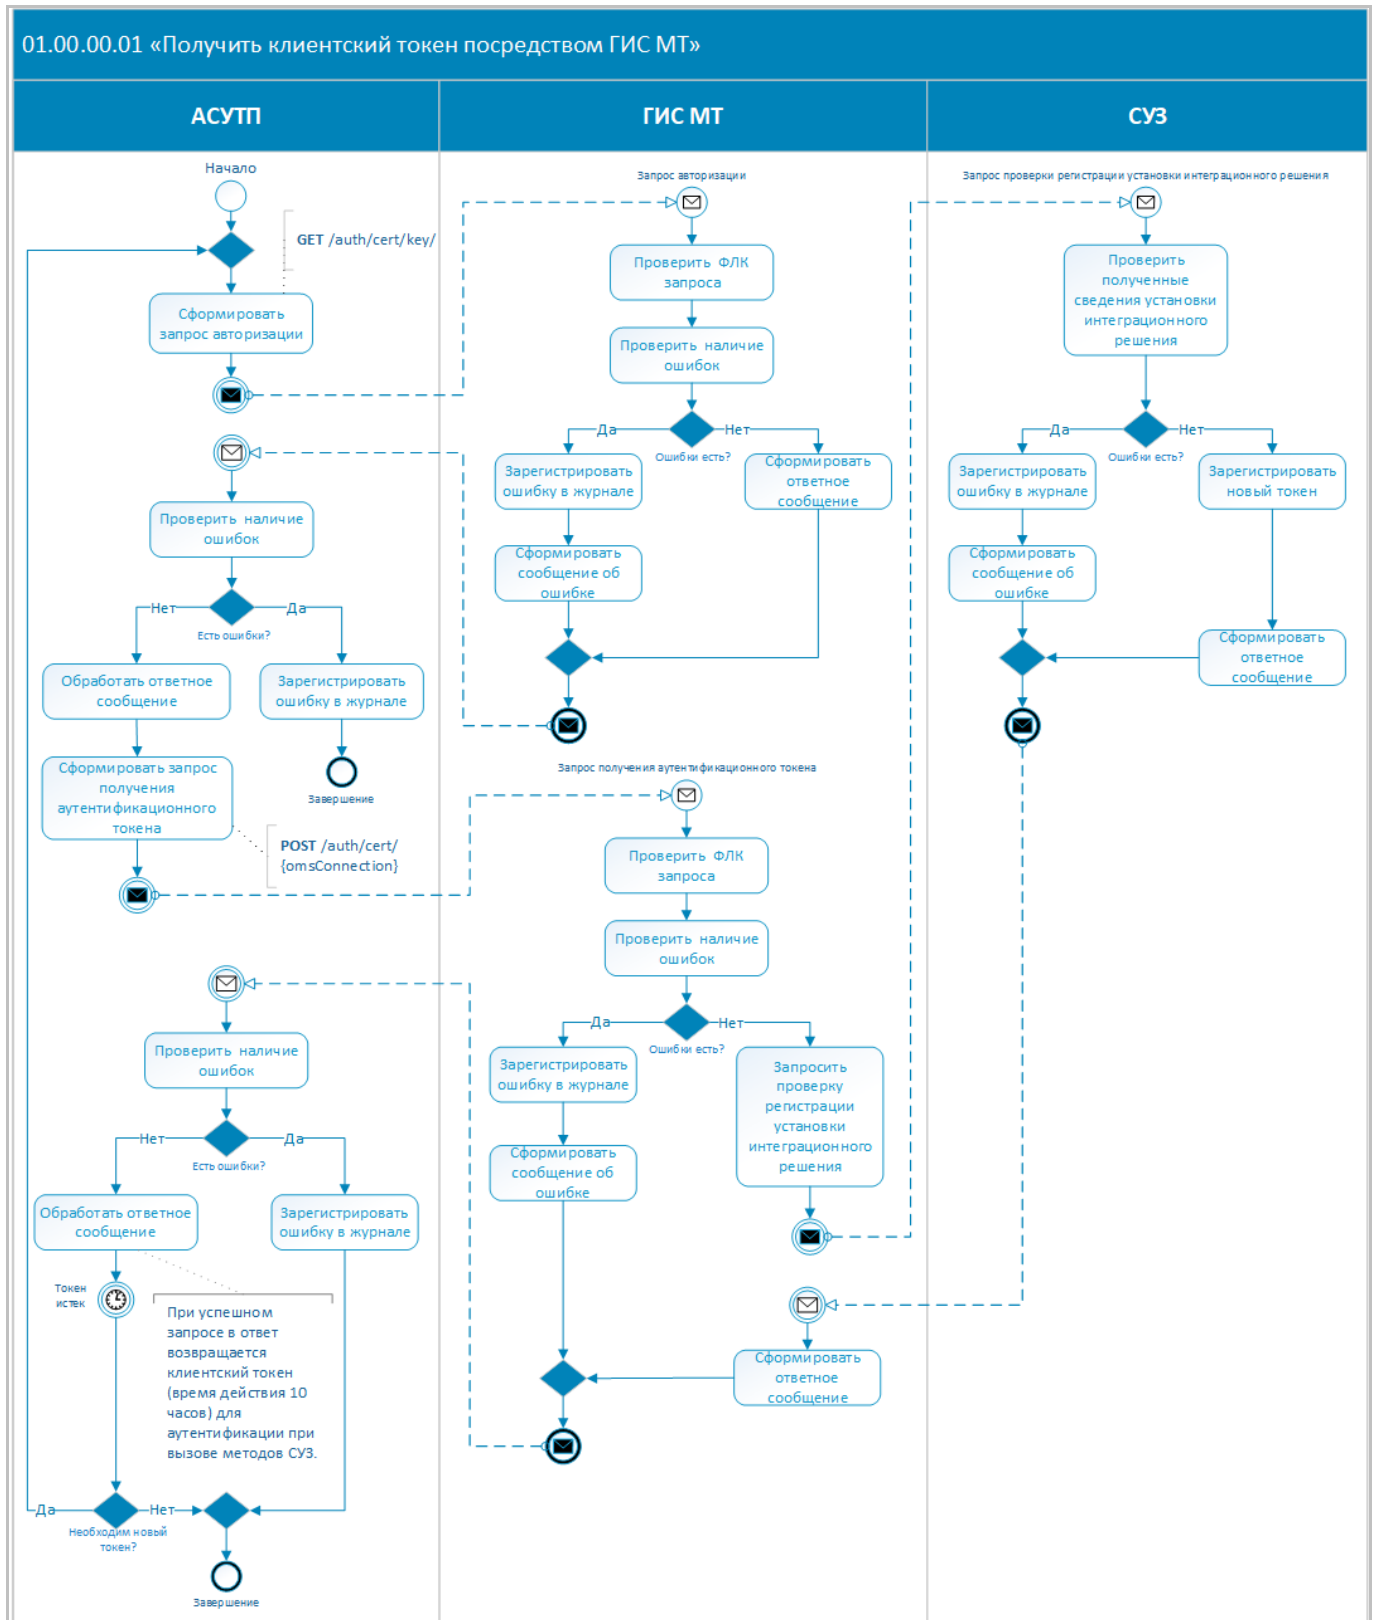 01.00.00.01 «Получить клиентский токен посредством ГИС МТ»
АСУТП
ГИС МТ
СУЗ
Начало
GET /auth/cert/key/
Сформировать
запрос авторизации
Проверить наличие
ошибок
Нет
Да
Есть ошибки?
Обработать ответное
сообщение
Зарегистрировать
ошибку в журнале
Завершение
Сформировать запрос
получения
аутентификационного
токена
POST /auth/cert/
{omsConnection}
Проверить наличие
ошибок
Нет
Да
Есть ошибки?
Обработать ответное
сообщение
Зарегистрировать
ошибку в журнале
Токен
истек
При успешном
запросе в ответ
возвращается
клиентский токен
(время действия 10
часов) для
аутентификации при
вызове методов СУЗ.
Да
Нет
Необходим новый
токен?
Завершение
Запрос авторизации
Проверить ФЛК
запроса
Проверить наличие
ошибок
Да
Нет
Ошибки есть?
Зарегистрировать
ошибку в журнале
Сформировать
ответное
сообщение
Сформировать
сообщение об
ошибке
Запрос получения аутентификационного токена
Проверить ФЛК
запроса
Проверить наличие
ошибок
Да
Нет
Ошибки есть?
Зарегистрировать
ошибку в журнале
Запросить
проверку
регистрации
установки
интеграционного
решения
Сформировать
сообщение об
ошибке
Сформировать
ответное
сообщение
Запрос проверки регистрации установки интеграционного решения
Проверить
полученные
сведения установки
интеграционного
решения
Да
Нет
Ошибки есть?
Зарегистрировать
ошибку в журнале
Зарегистрировать
новый токен
Сформировать
сообщение об
ошибке
Сформировать
ответное
сообщение